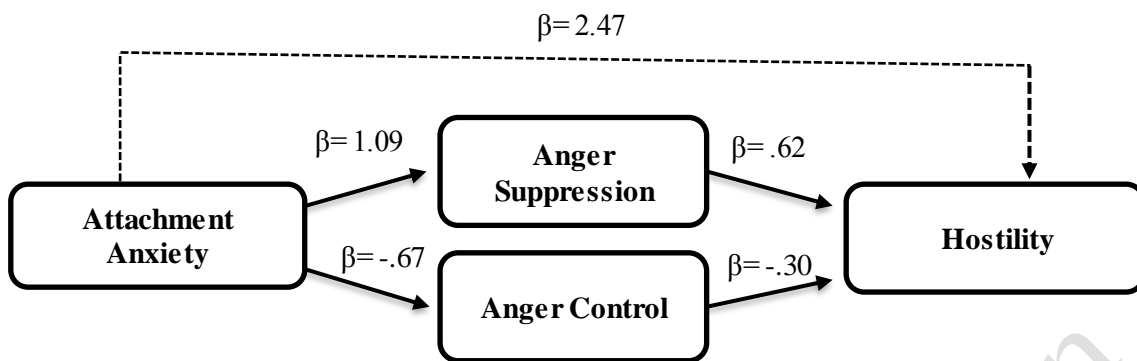 β= 2.47
β= 1.09
Anger
Suppression
β= .62
Attachment
Anxiety
Hostility
β= -.67
Anger Control
β= -.30